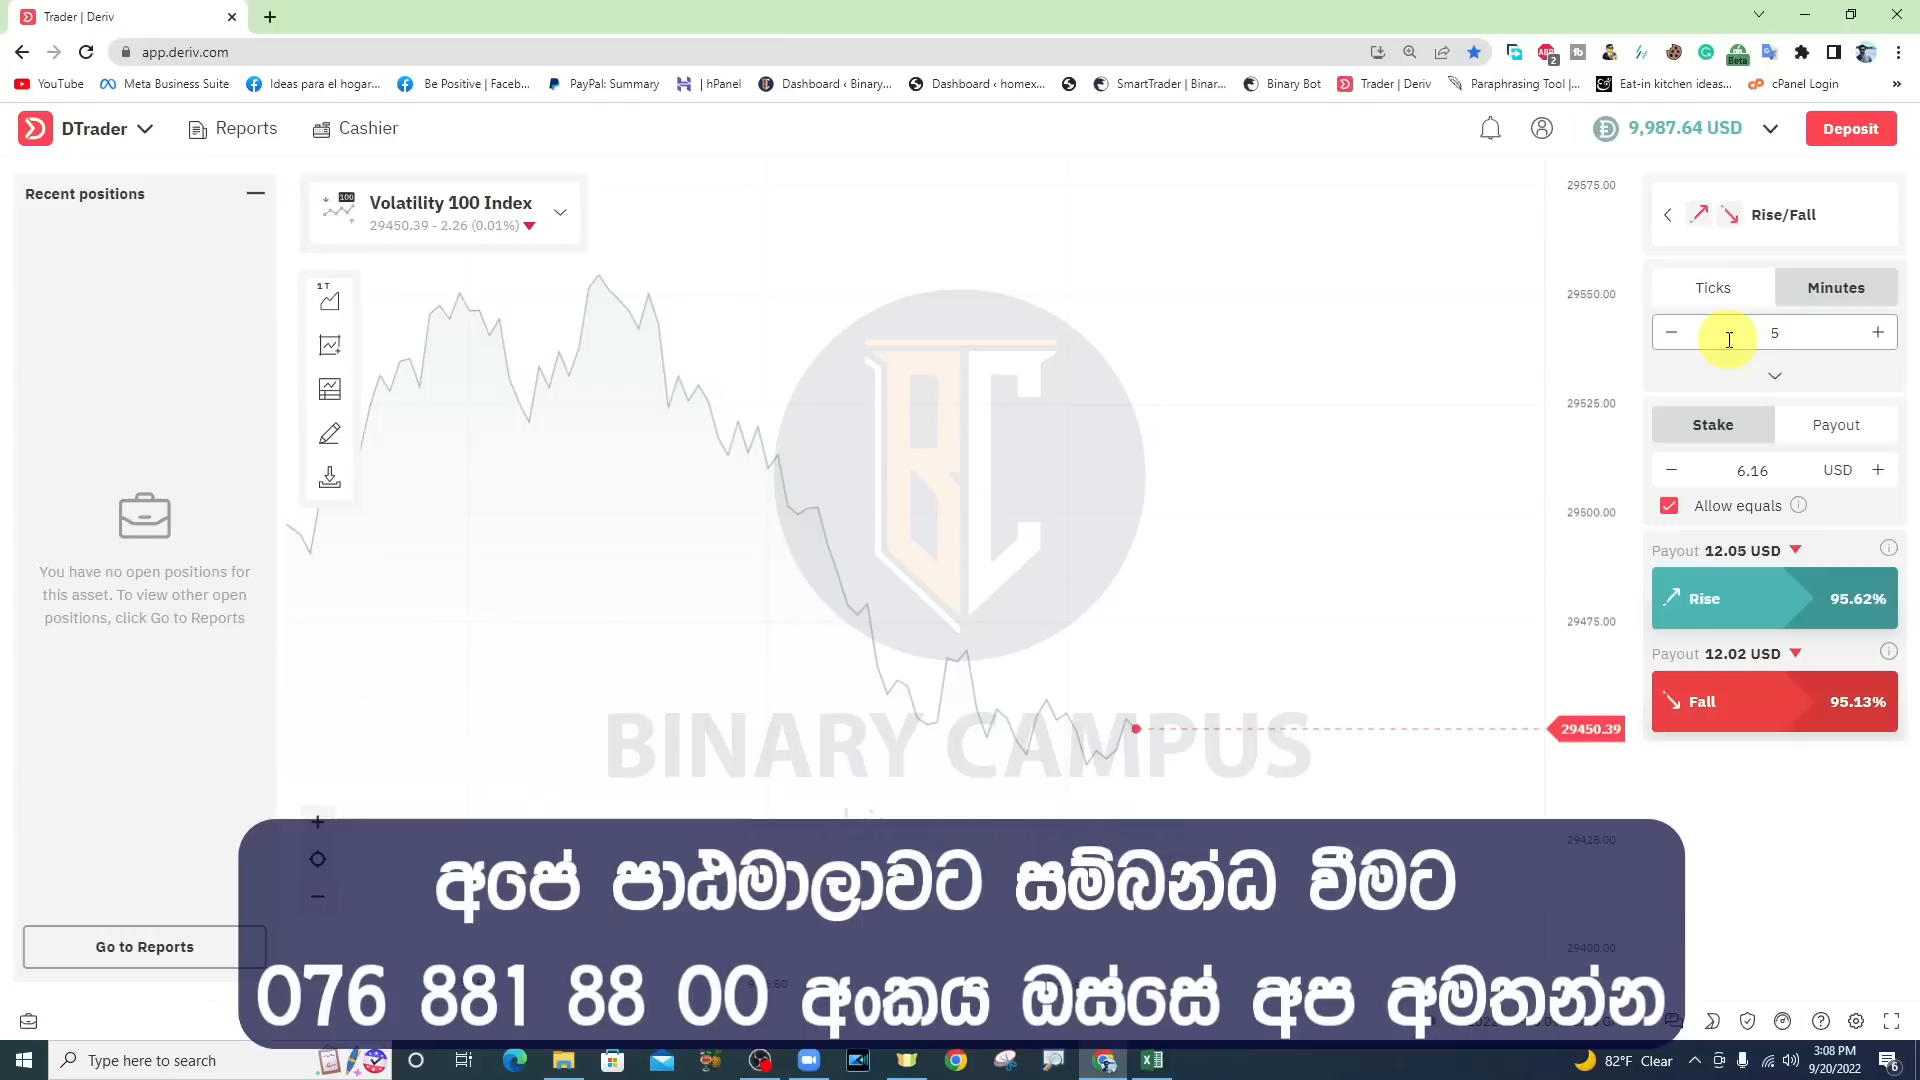 Trader | Deriv
app.deriv.com
YouTube
Meta Business Suite
Ideas para el hogar...
Be Positive | Faceb...
PayPal: Summary
| hPanel
Dashboard ‹ Binary...
Dashboard ‹ homex...
SmartTrader | Binar...
Binary Bot
Trader | Deriv
Paraphrasing Tool |...
Eat-in kitchen ideas...
cPanel Login
»
DTrader
Reports
Cashier
9,987.64 USD
Deposit
Recent positions
Volatility 100 Index
29450.39 - 2.26 (0.01%)
1T
29575.00
29550.00
29525.00
29500.00
29475.00
29450.39
29425.00
29400.00
Rise/Fall
Ticks
Minutes
5
Stake
Payout
6.16
USD
Allow equals
Payout 12.05 USD
Rise
95.62%
Payout 12.02 USD
Fall
95.13%
You have no open positions for
this asset. To view other open
positions, click Go to Reports
Go to Reports
BINARY CAMPUS
අපේ පාඨමාලාවට සම්බන්ධ වීමට
076 881 88 00 අංකය ඔස්සේ අප අමතන්න
Type here to search
82°F Clear
3:08 PM
9/20/2022
6